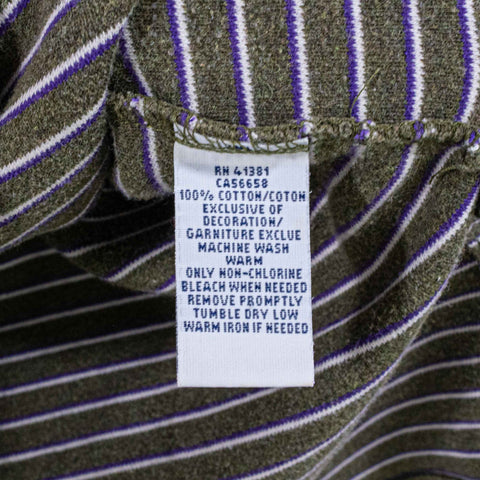 RN 41381
CA56658
100% COTTON/COTON
EXCLUSIVE OF
DECORATION/
GARNITURE EXCLUE
MACHINE WASH
WARM
ONLY NON-CHLORINE
BLEACH WHEN NEEDED
REMOVE PROMPTLY
TUMBLE DRY LOW
WARM IRON IF NEEDED